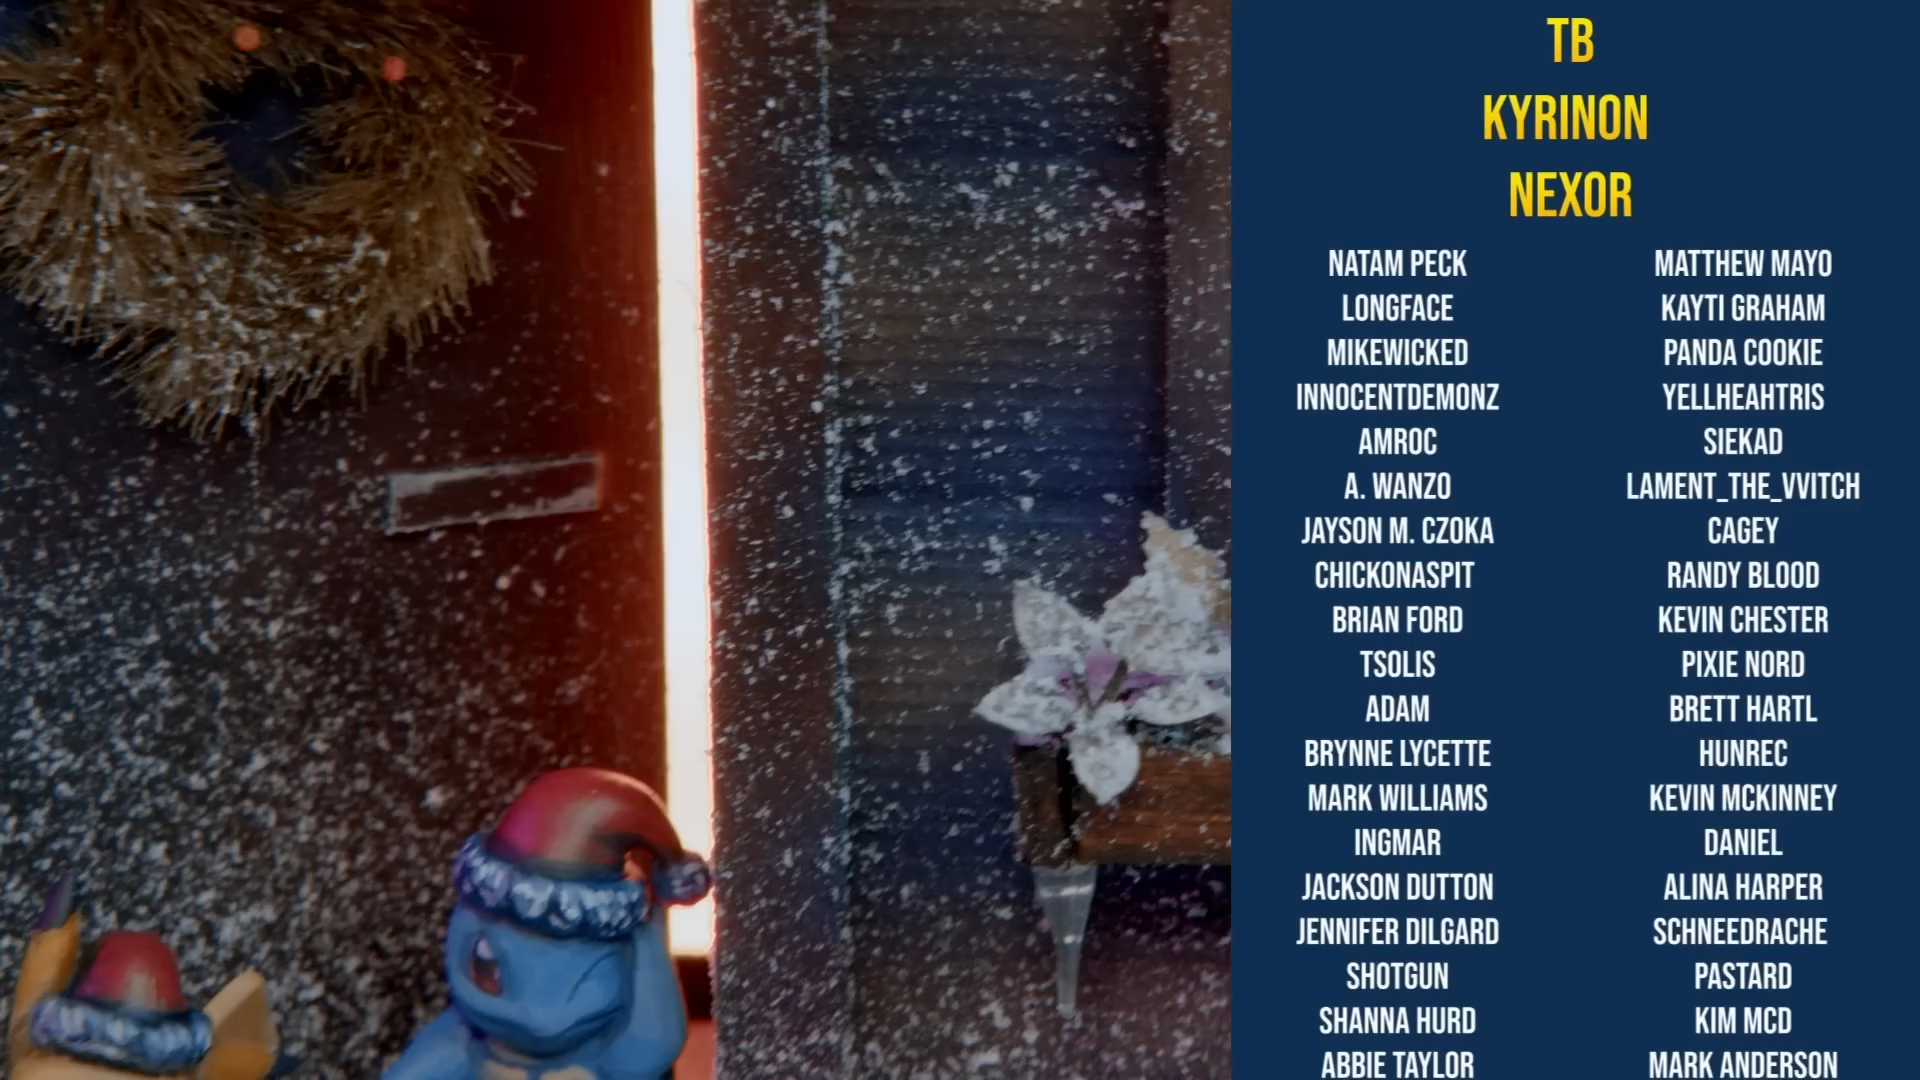 TB
KYRINON
NEXOR
NATAM PECK MATTHEW MAYO
LONGFACE KAYTI GRAHAM
MIKEWICKED PANDA COOKIE
INNOCENTDEMONZ YELLHEAHTRIS
AMROC SIEKAD
A. WANZO LAMENT_THE_VVITCH
JAYSON M. CZOKA CAGEY
CHICKONASPIT RANDY BLOOD
BRIAN FORD KEVIN CHESTER
TSOLIS PIXIE NORD
ADAM BRETT HARTL
BRYNNE LYCETTE HUNREC
MARK WILLIAMS KEVIN MCKINNEY
INGMAR DANIEL
JACKSON DUTTON ALINA HARPER
JENNIFER DILGARD SCHNEEDRACHE
SHOTGUN PASTARD
SHANNA HURD KIM MCD
ABBIE TAYLOR MARK ANDERSON